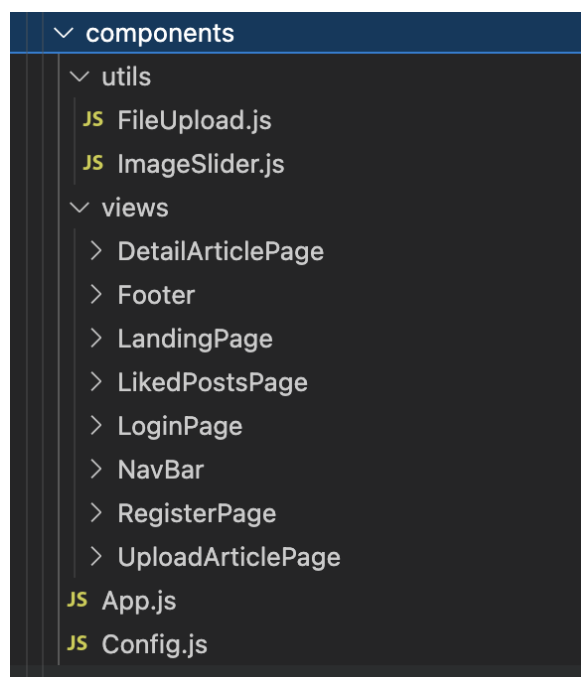 components
utils
JS FileUpload.js
JS ImageSlider.js
views
DetailArticlePage
Footer
LandingPage
LikedPostsPage
LoginPage
NavBar
RegisterPage
UploadArticlePage
JS App.js
JS Config.js